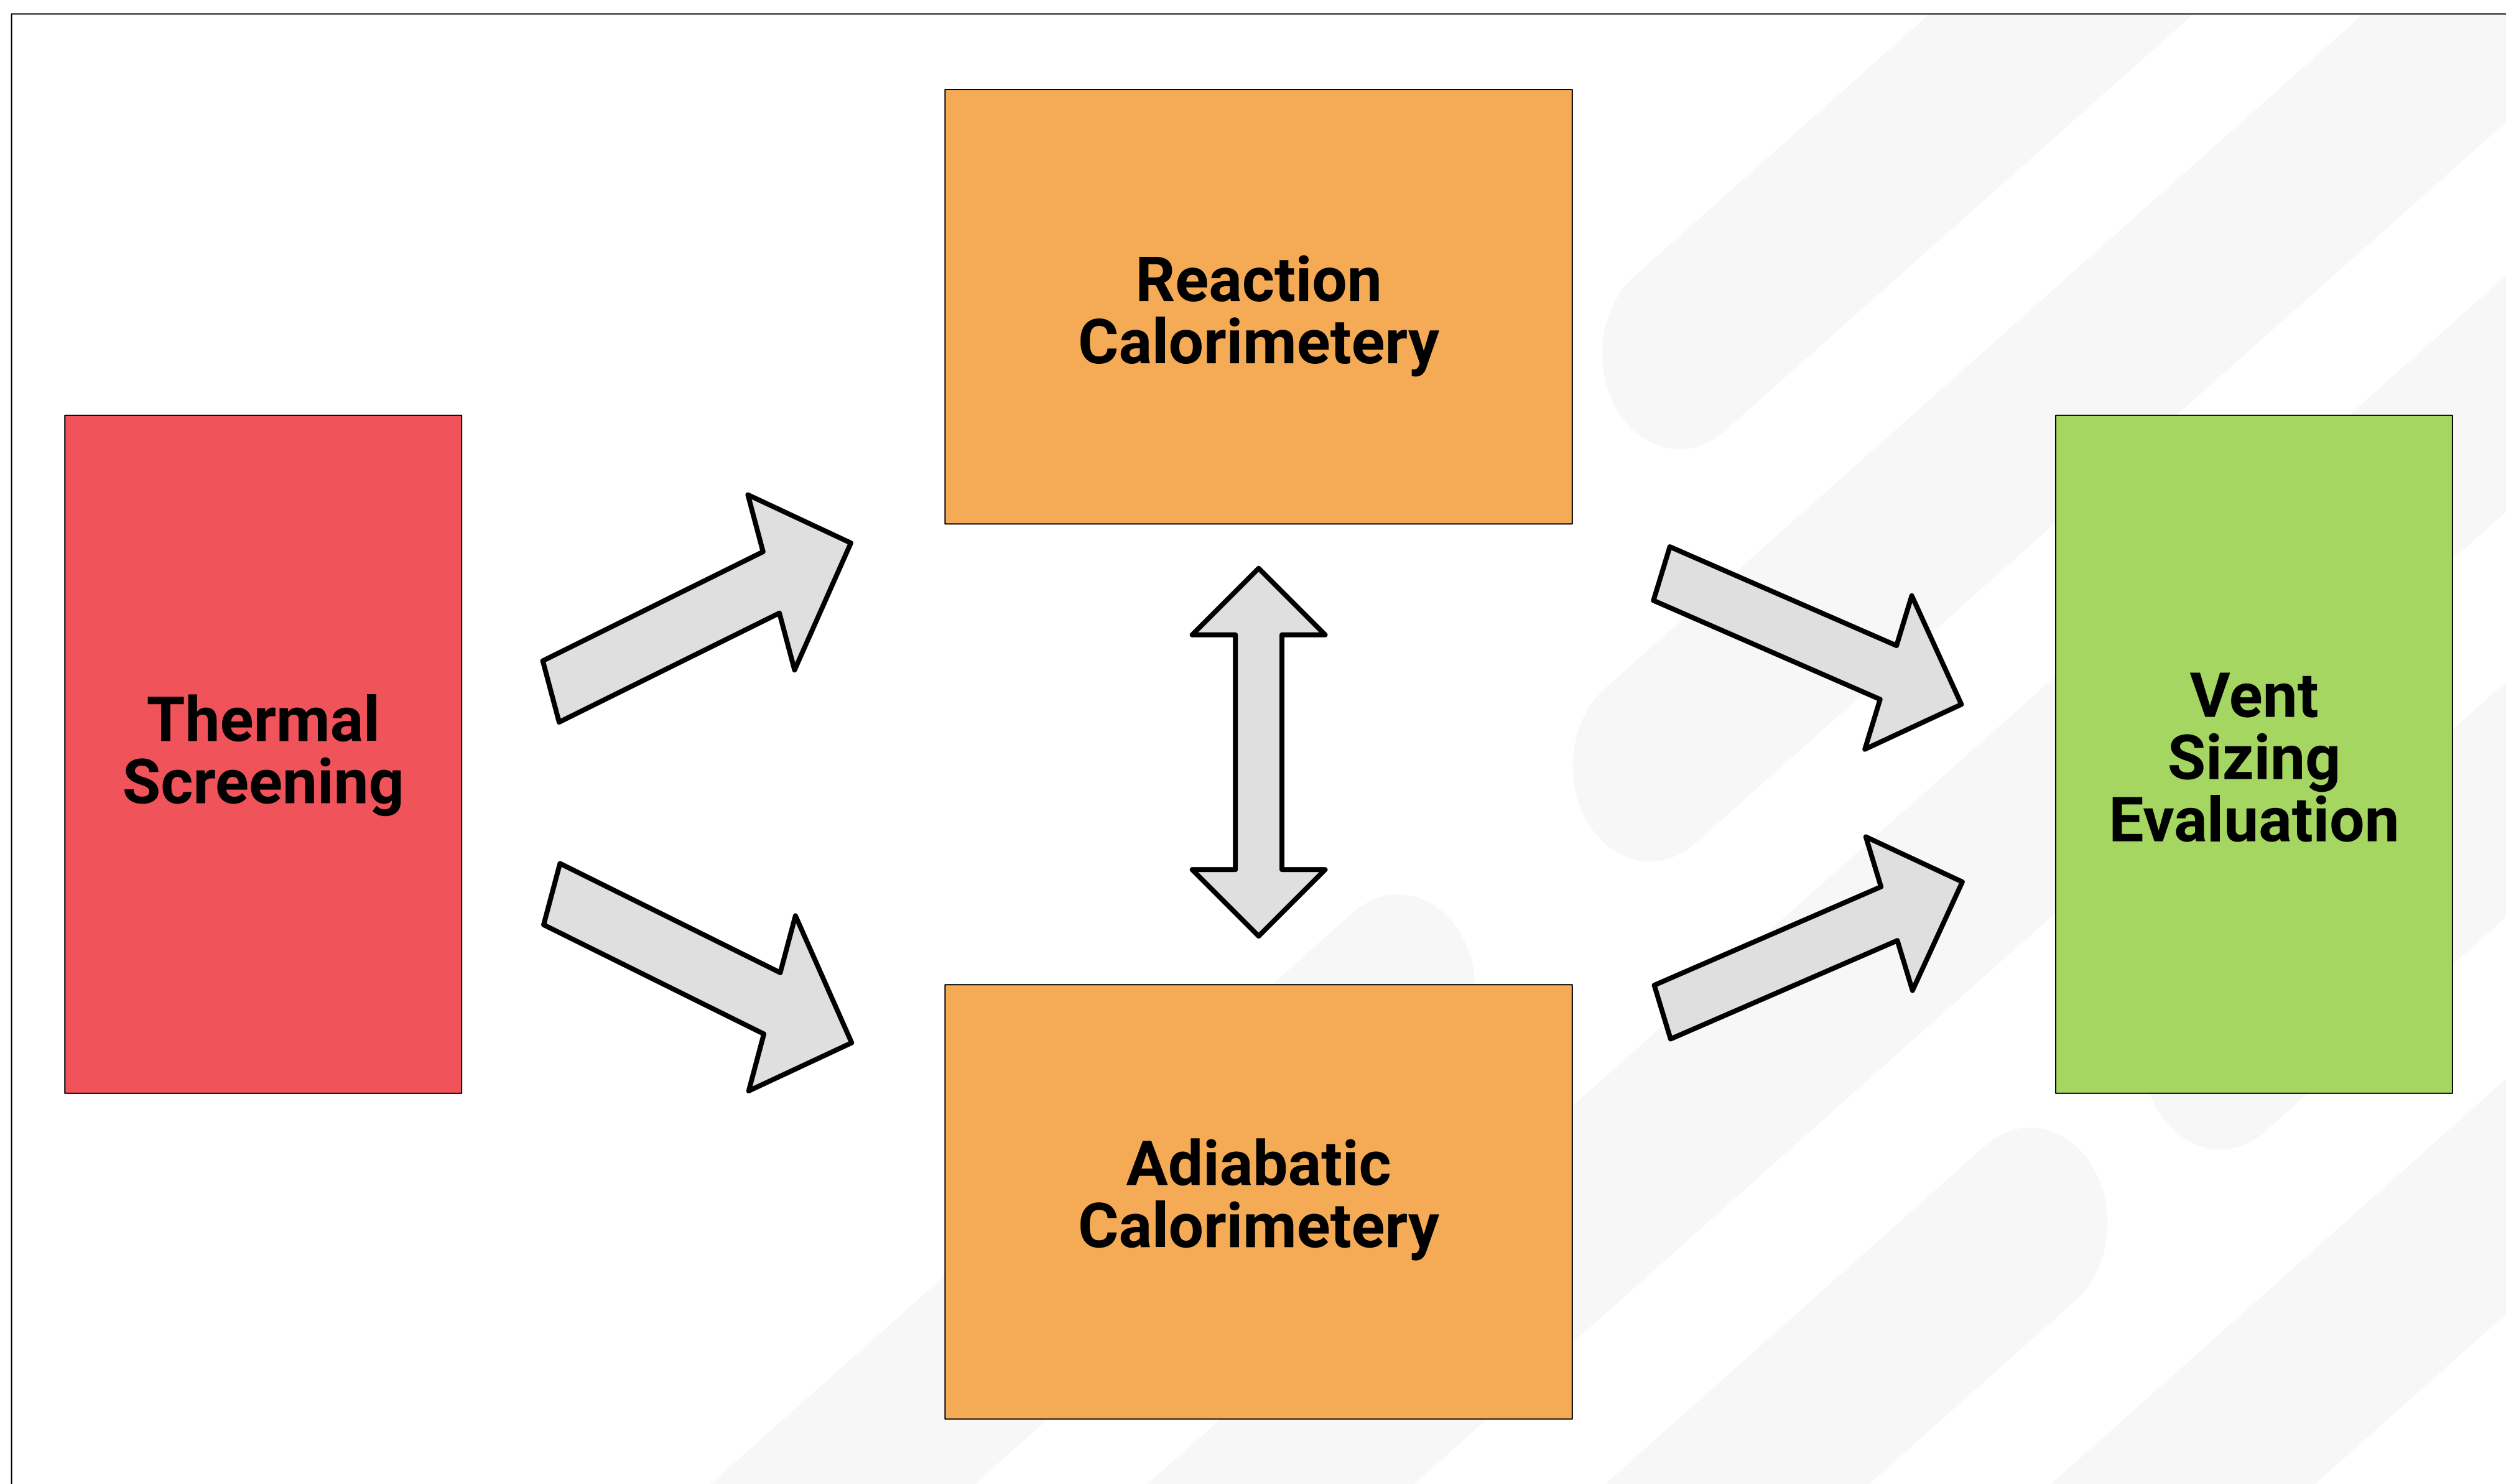 Reaction
Calorimetery
Thermal
Screening
Vent
Sizing
Evaluation
Adiabatic
Calorimetery